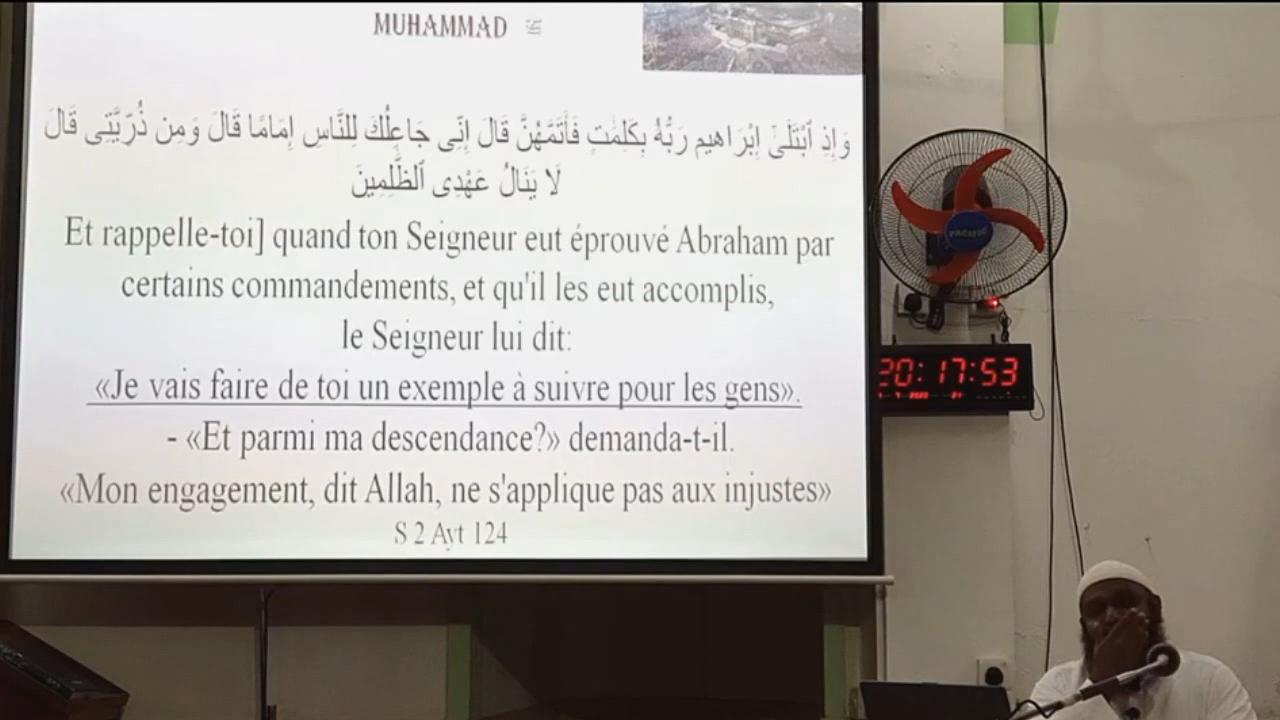 MUHAMMAD ﷺ
وَإِذِ ٱبْتَلَىٰٓ إِبْرَاهيم رَبُّهُۥ بِكَلِمَٰتٍ فَأَتَمَّهُنَّ قَالَ إِنِّى جَاعِلُكَ لِلنَّاسِ إِمَامًا قَالَ وَمِن ذُرِّيَّتِى قَالَ
لَا يَنَالُ عَهْدِى ٱلظَّٰلِمِينَ
Et rappelle-toi] quand ton Seigneur eut éprouvé Abraham par
certains commandements, et qu'il les eut accomplis,
le Seigneur lui dit:
«Je vais faire de toi un exemple à suivre pour les gens».
- «Et parmi ma descendance?» demanda-t-il.
«Mon engagement, dit Allah, ne s'applique pas aux injustes»
S 2 Ayt 124
PACIFIC
20:17:53